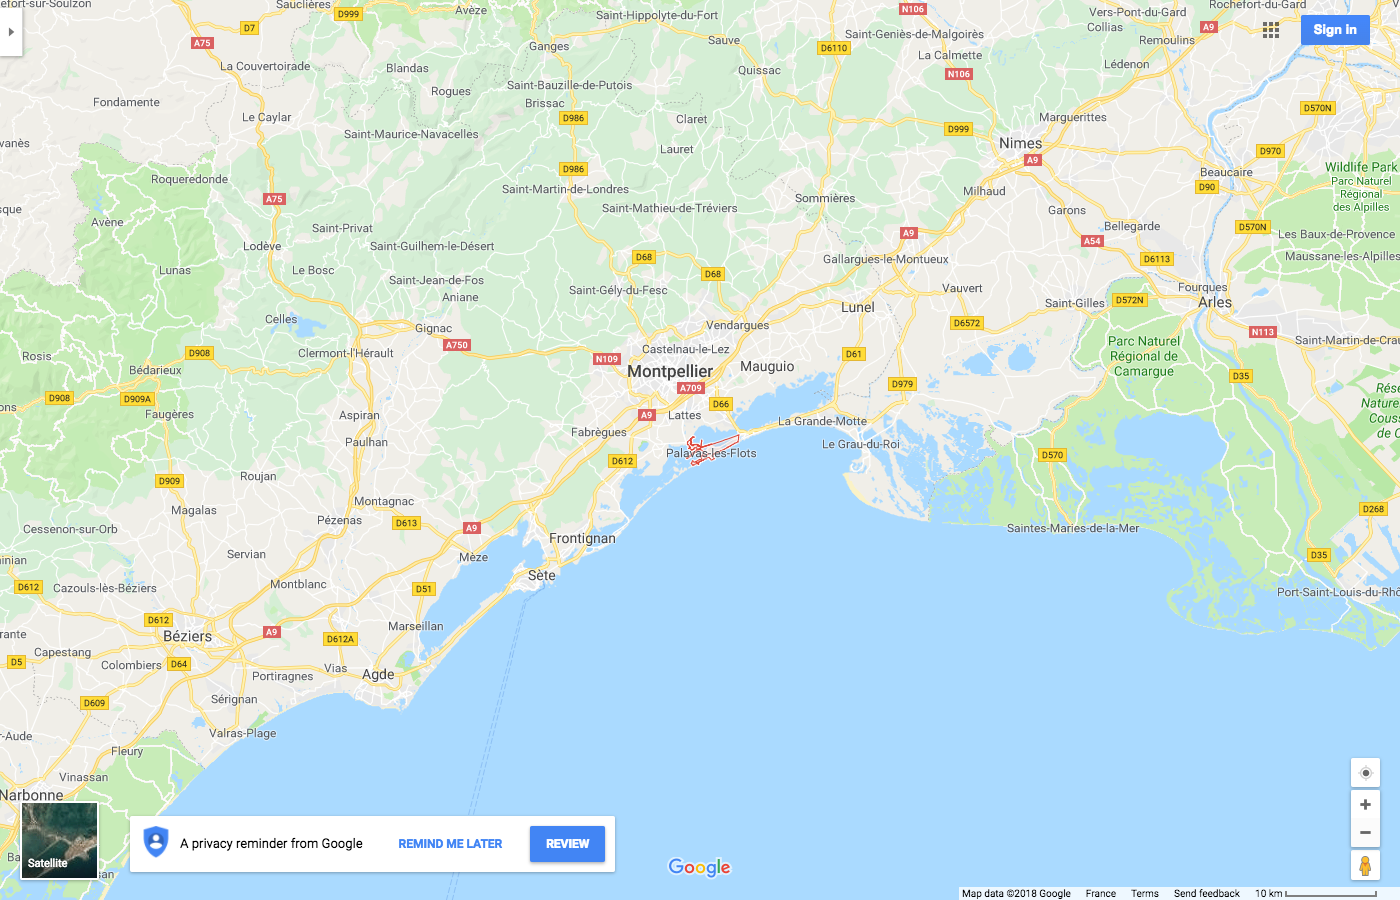 efort-sur-Soulzon
Sauclières
Avèze
Saint-Hippolyte-du-Fort
N106
Vers-Pont-du-Gard
Rochefort-du-Gard
D999
D7
A75
Ganges
Sauve
D6110
Saint-Geniès-de-Malgoirès
Collias
Remoulins
A9
Sign in
La Couvertoirade
Blandas
Quissac
La Calmette
N106
Lédenon
Rogues
Saint-Bauzille-de-Putois
Fondamente
Brissac
D570N
Le Caylar
D986
Claret
Marguerittes
Saint-Maurice-Navacelles
D999
vanès
Lauret
Nimes
A9
D970
Roqueredonde
D986
Wildlife Park
Parc Naturel
Régional
des Alpilles
Beaucaire
D90
A75
Saint-Martin-de-Londres
Milhaud
Sommières
sque
Avène
Saint-Mathieu-de-Tréviers
Garons
Saint-Privat
A9
Bellegarde
D570N
Les Baux-de-Provence
Lodève
Saint-Guilhem-le-Désert
A54
D68
Gallargues-le-Montueux
D6113
Maussane-les-Alpilles
Lunas
Le Bosc
Saint-Jean-de-Fos
D68
Aniane
Saint-Gély-du-Fesc
Vauvert
Fourques
Saint-Gilles
D572N
Arles
Lunel
Celles
Gignac
Vendargues
D6572
N113
Saint-Martin-de-Crau
Rosis
D908
Clermont-l'Hérault
A750
Castelnau-le-Lez
Parc Naturel
Régional de
Camargue
N109
D61
Bédarieux
Montpellier
Mauguio
D35
A709
D979
Rése
Nature
Couss
de C
ons
D908
D909A
Faugères
Aspiran
A9
Lattes
D66
La Grande-Motte
Paulhan
Fabrègues
Le Grau-du-Roi
D612
Palavas-les-Flots
D570
D909
Roujan
Magalas
Montagnac
D268
Pézenas
D613
A9
Cessenon-sur-Orb
Saintes-Maries-de-la-Mer
Servian
Frontignan
Mèze
D35
inian
Sète
D612
Cazouls-lès-Béziers
Montblanc
D51
Port-Saint-Louis-du-Rhô
D612
Marseillan
rante
Béziers
A9
D612A
Capestang
D5
Colombiers
D64
Vias
Portiragnes
Agde
D609
Sérignan
-Aude
Valras-Plage
Fleury
Vinassan
Narbonne
Ba
san
Satellite
A privacy reminder from Google
REMIND ME LATER
REVIEW
Google
Map data ©2018 Google
France
Terms
Send feedback
10 km